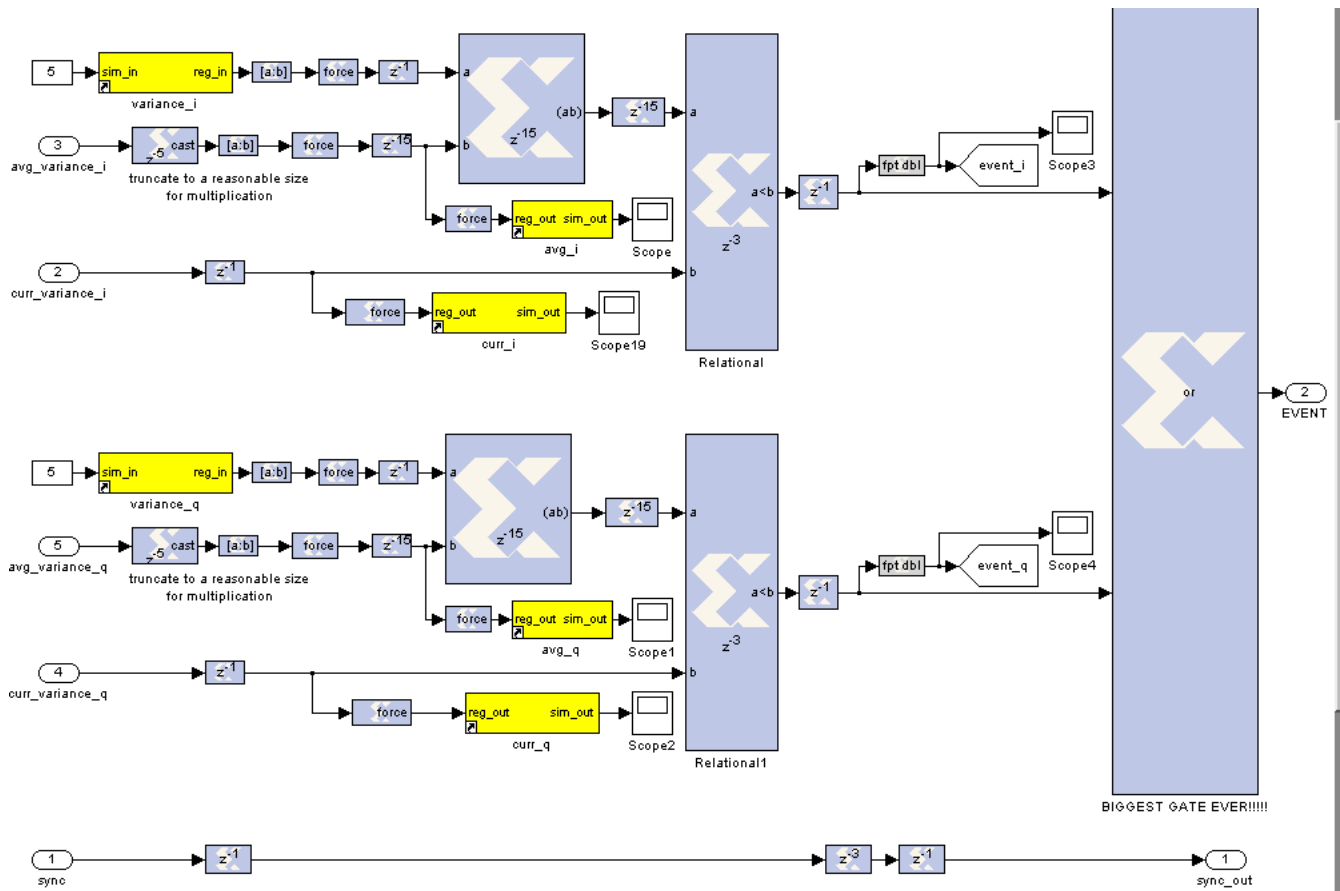 5
sim_in reg_in
[a:b]
force
z-1
a
variance_i
z-15
(ab)
z-15
a
3
avg_variance_i
z-5 cast
[a:b]
force
z-15
b
truncate to a reasonable size
for multiplication
force
reg_out sim_out
avg_i
Scope
2
curr_variance_i
z-1
b
force
reg_out sim_out
curr_i
Scope19
a<b
z-3
Relational
z-1
fpt dbl
event_i
Scope3
or
2
EVENT
5
sim_in reg_in
[a:b]
force
z-1
a
variance_q
z-15
(ab)
z-15
a
5
avg_variance_q
z-5 cast
[a:b]
force
z-15
b
truncate to a reasonable size
for multiplication
force
reg_out sim_out
avg_q
Scope1
4
curr_variance_q
z-1
b
force
reg_out sim_out
curr_q
Scope2
a<b
z-3
Relational1
z-1
fpt dbl
event_q
Scope4
BIGGEST GATE EVER!!!!!
1
sync
z-1
z-3
z-1
1
sync_out